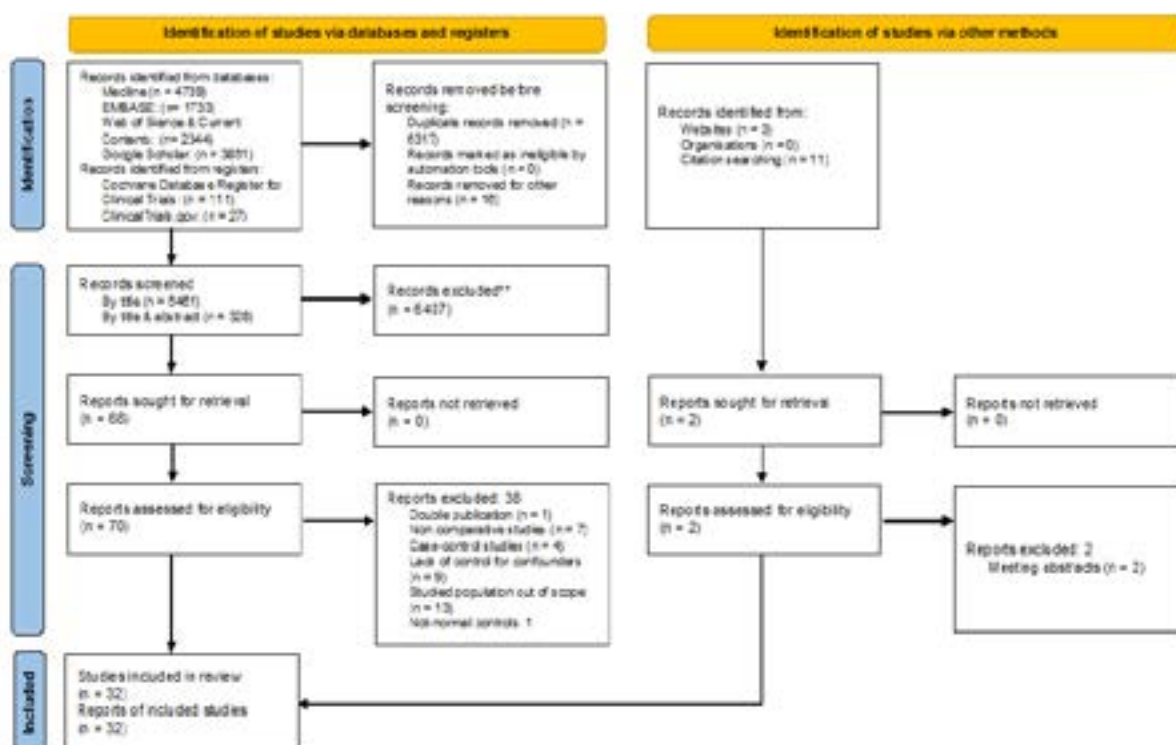 Identification of studies via databases and registers
Identification of studies via other methods
Identification
Records identified from databases:
Medline (n = 4739)
EMBASE: (n= 1733)
Web of Sience & Current
Contents: (n= 2344)
Google Scholar: (n =
Records identified from registers:
Cochrane Database Register for
Clinical Trials: (n = 111)
ClinicalTrials.gov: (n = 27)
Records removed before
screening:
Duplicate records removed (n =
Records marked as ineligible by
automation tools (n = 0)
Records removed for other
reasons (n = 16)
Records identified from:
Websites (n = 3)
Organisations (n =0)
Citation searching (n = 11)
Screening
Records screened
By title (n =
By title & abstract (n =
Records excluded**
(n = 6437)
Reports sought for retrieval
(n = 68)
Reports not retrieved
(n = 0)
Reports sought for retrieval
(n = 2)
Reports not retrieved
(n = 0)
Reports assessed for eligibility
(n = 70)
Reports excluded: 38
Double publication (n = 1)
Non comparative studies (n = 7)
Case-control studies (n = 4)
Lack of control for confounders
(n = 9)
Studied population out of scope
(n = 13)
Not-normal controls: 1
Reports assessed for eligibility
(n = 2)
Reports excluded: 2
Meeting abstracts (n = 2)
Included
Studies included in review
(n = 32)
Reports of included studies
(n = 32)